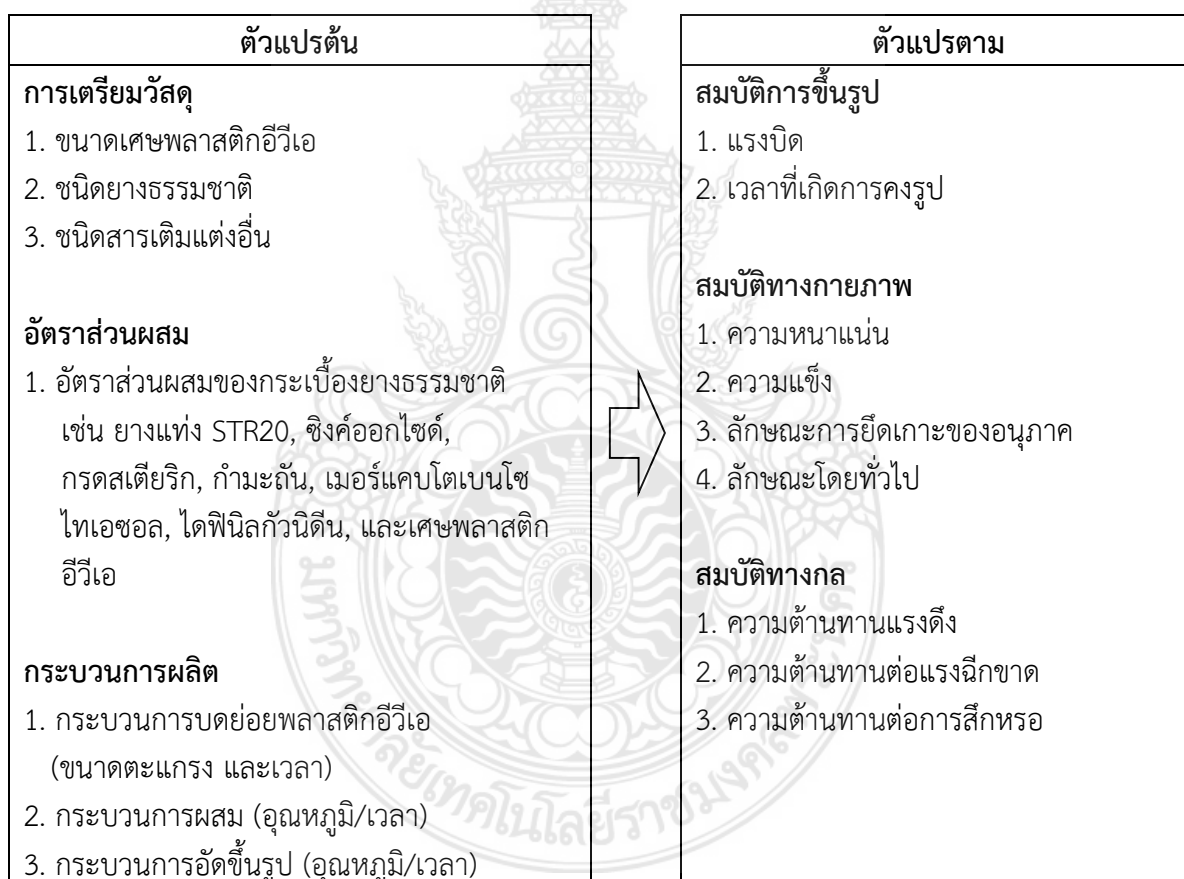 ตัวแปรต้น
การเตรียมวัสดุ
1. ขนาดเศษพลาสติกอีวีเอ
2. ชนิดยางธรรมชาติ
3. ชนิดสารเติมแต่งอื่น
อัตราส่วนผสม
1. อัตราส่วนผสมของกระเบื้องยางธรรมชาติ
เช่น ยางแท่ง STR20, ซิงค์ออกไซด์,
กรดสเตียริก, กำมะถัน, เมอร์แคบโตเบนโซ
ไทเอซอล, ไดฟินิลกัวนิดีน, และเศษพลาสติก
อีวีเอ
กระบวนการผลิต
1. กระบวนการบดย่อยพลาสติกอีวีเอ
(ขนาดตะแกรง และเวลา)
2. กระบวนการผสม (อุณหภูมิ/เวลา)
3. กระบวนการอัดขึ้นรูป (อุณหภูมิ/เวลา)
ตัวแปรตาม
สมบัติการขึ้นรูป
1. แรงบิด
2. เวลาที่เกิดการคงรูป
สมบัติทางกายภาพ
1. ความหนาแน่น
2. ความแข็ง
3. ลักษณะการยึดเกาะของอนุภาค
4. ลักษณะโดยทั่วไป
สมบัติทางกล
1. ความต้านทานแรงดึง
2. ความต้านทานต่อแรงฉีกขาด
3. ความต้านทานต่อการสึกหรอ